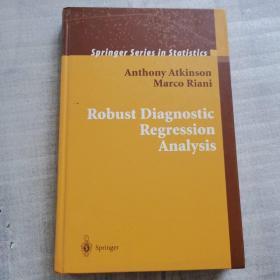 Springer Series in Statistics
Anthony Atkinson
Marco Riani
Robust Diagnostic
Regression
Analysis
Springer